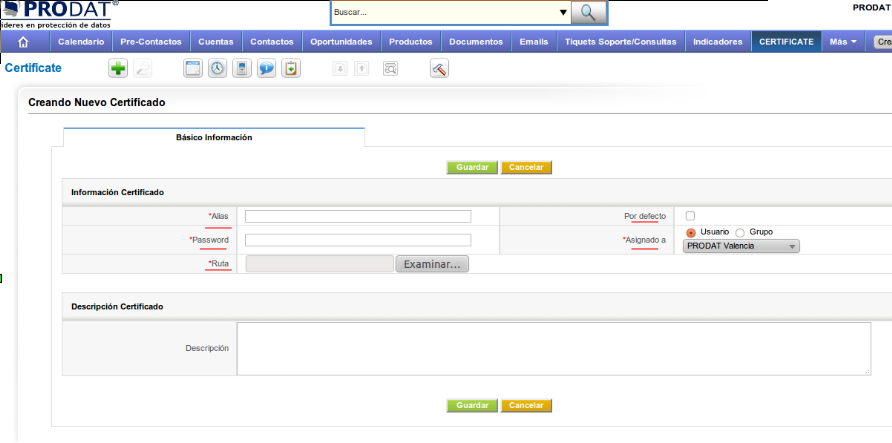 PRODAT®
líderes en protección de datos
Buscar...
PRODAT
Calendario Pre-Contactos Cuentas Contactos Oportunidades Productos Documentos Emails Tiquets Soporte/Consultas Indicadores CERTIFICATE Más Cre
Certificate
Creando Nuevo Certificado
Básico Información
Guardar Cancelar
Información Certificado
*Alias Por defecto
*Password *Asignado a Usuario Grupo
PRODAT Valencia
*Ruta Examinar...
Descripción Certificado
Descripción
Guardar Cancelar